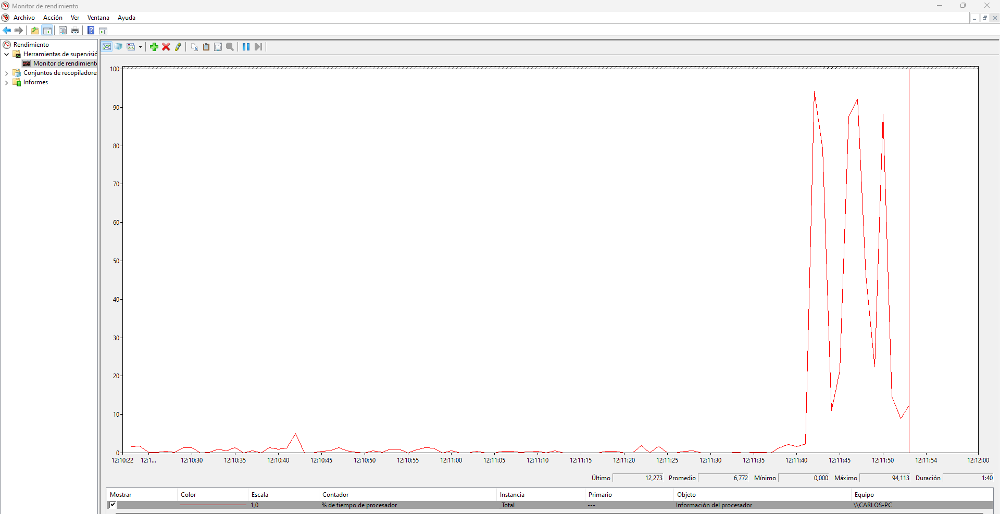 Monitor de rendimiento
Archivo Acción Ver Ventana Ayuda
Rendimiento
Herramientas de supervisió
Monitor de rendimiento
Conjuntos de recopiladore
Informes
100
90
80
70
60
50
40
30
20
10
0
12:10:22 12:1... 12:10:30 12:10:35 12:10:40 12:10:45 12:10:50 12:10:55 12:11:00 12:11:05 12:11:10 12:11:15 12:11:20 12:11:25 12:11:30 12:11:35 12:11:40 12:11:45 12:11:50 12:11:54 12:12:00
Último 12,273 Promedio 6,772 Mínimo 0,000 Máximo 94,113 Duración 1:40
Mostrar Color Escala Contador Instancia Primario Objeto Equipo
1,0 % de tiempo de procesador _Total --- Información del procesador \\CARLOS-PC